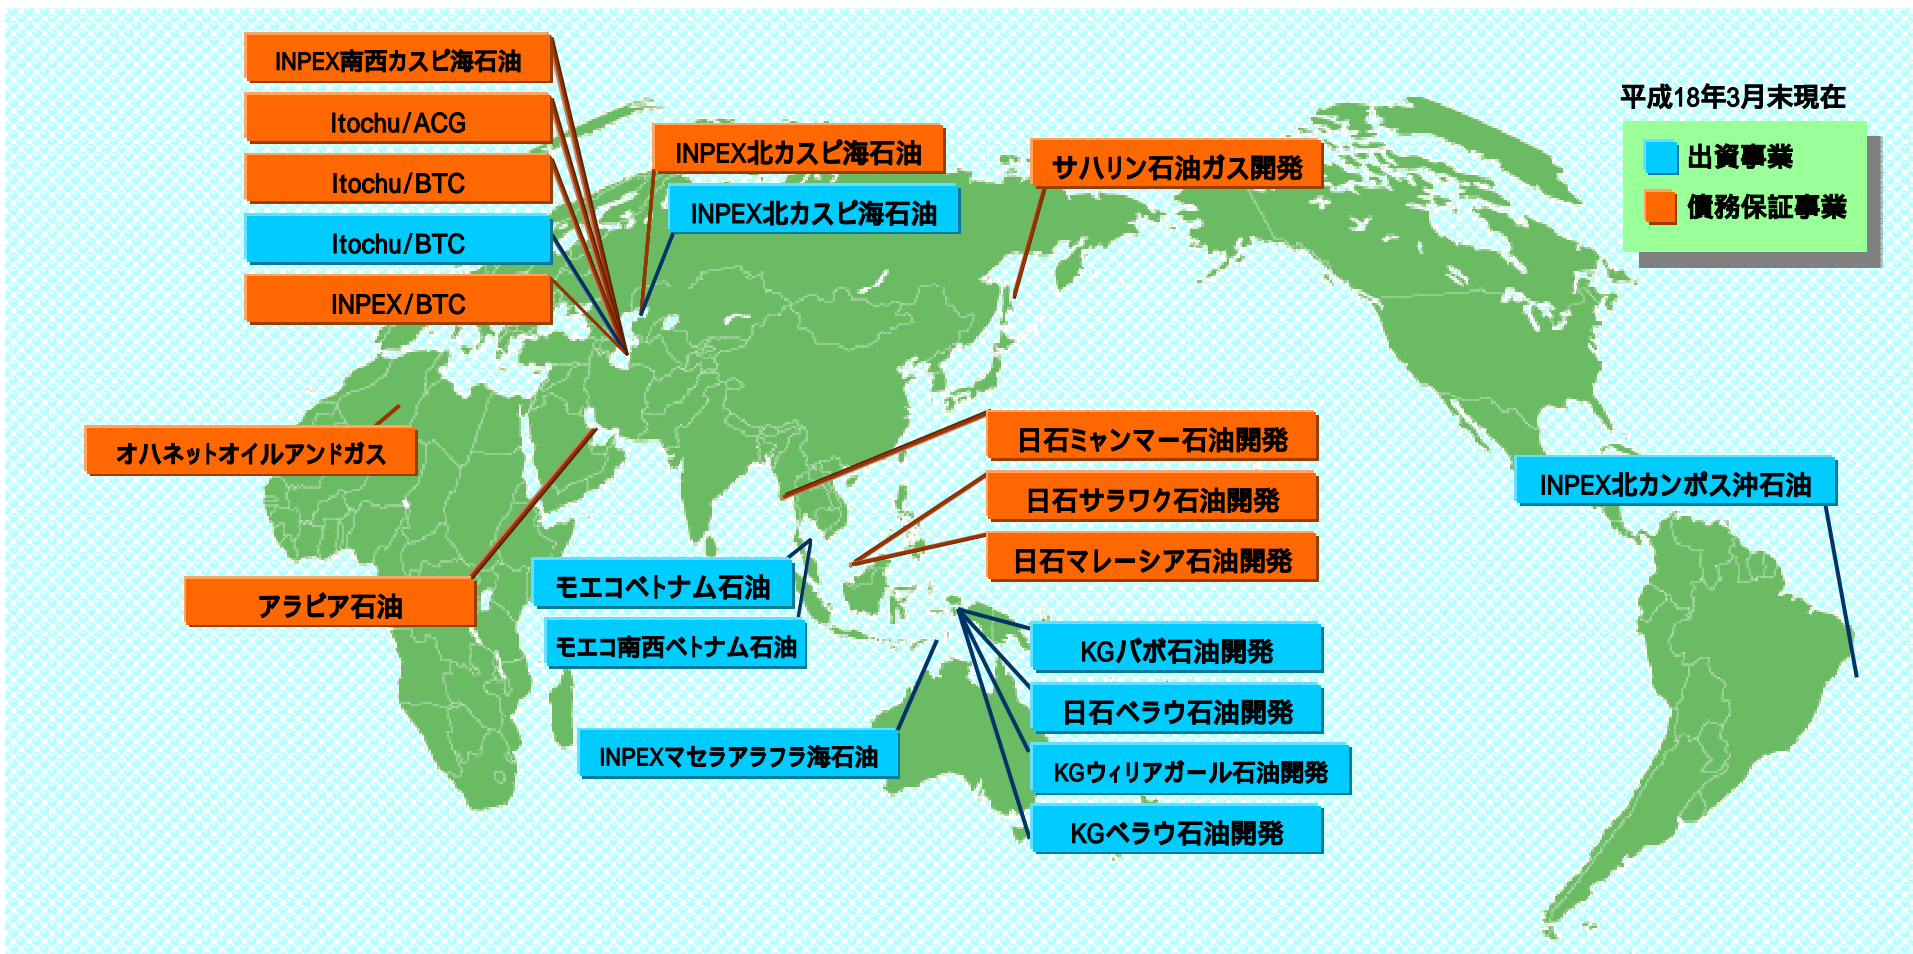 INPEX南西カスピ海石油
Itochu/ACG
Itochu/BTC
Itochu/BTC
INPEX/BTC
INPEX北カスピ海石油
INPEX北カスピ海石油
サハリン石油ガス開発
平成18年3月末現在
出資事業
債務保証事業
オハネットオイルアンドガス
アラビア石油
日石ミャンマー石油開発
日石サラワク石油開発
日石マレーシア石油開発
INPEX北カンポス沖石油
モエコベトナム石油
モエコ南西ベトナム石油
INPEXマセラアラフラ海石油
KGバボ石油開発
日石ベラウ石油開発
KGウィリアガール石油開発
KGベラウ石油開発